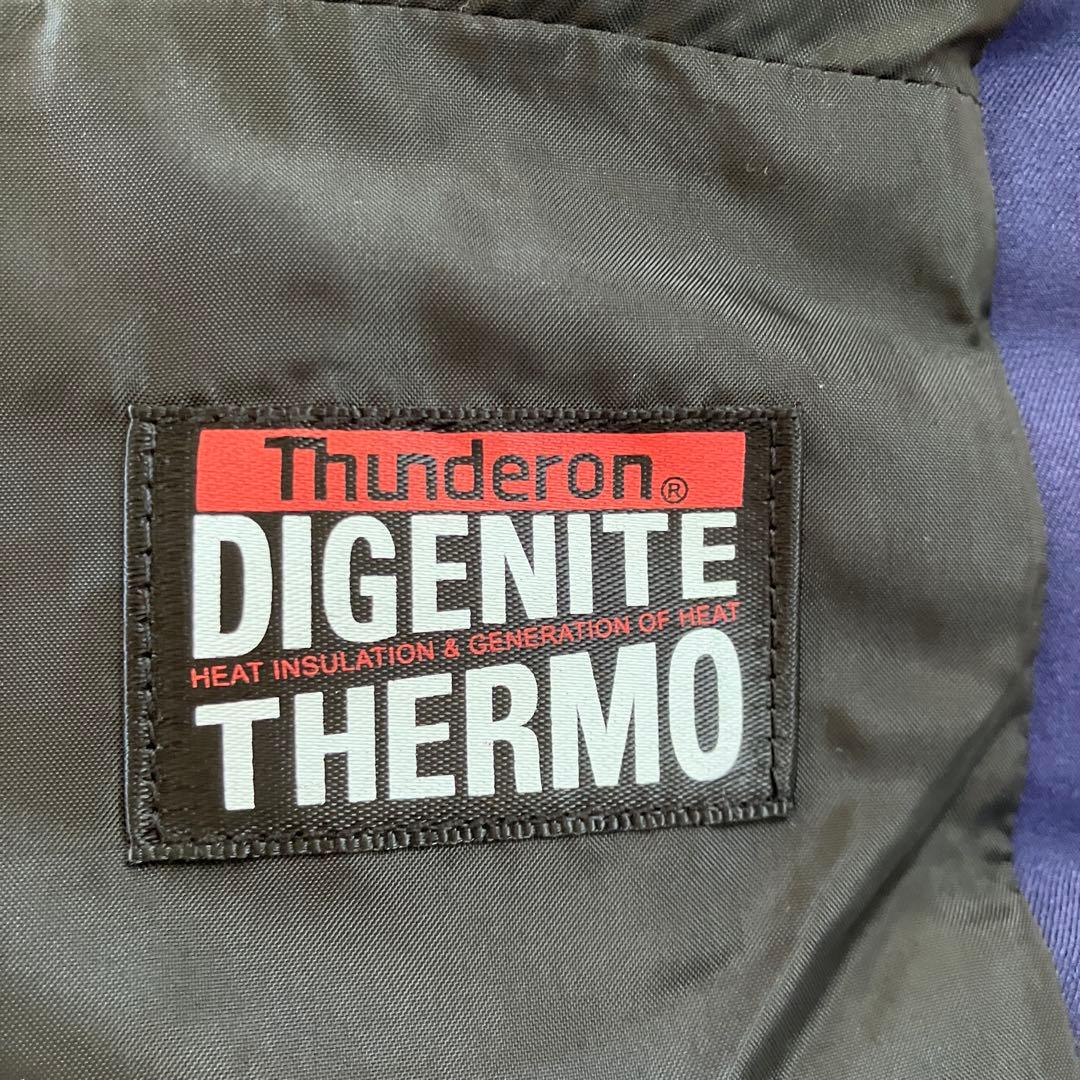 Thunderon®
DIGENITE
HEAT INSULATION & GENERATION OF HEAT
THERMO